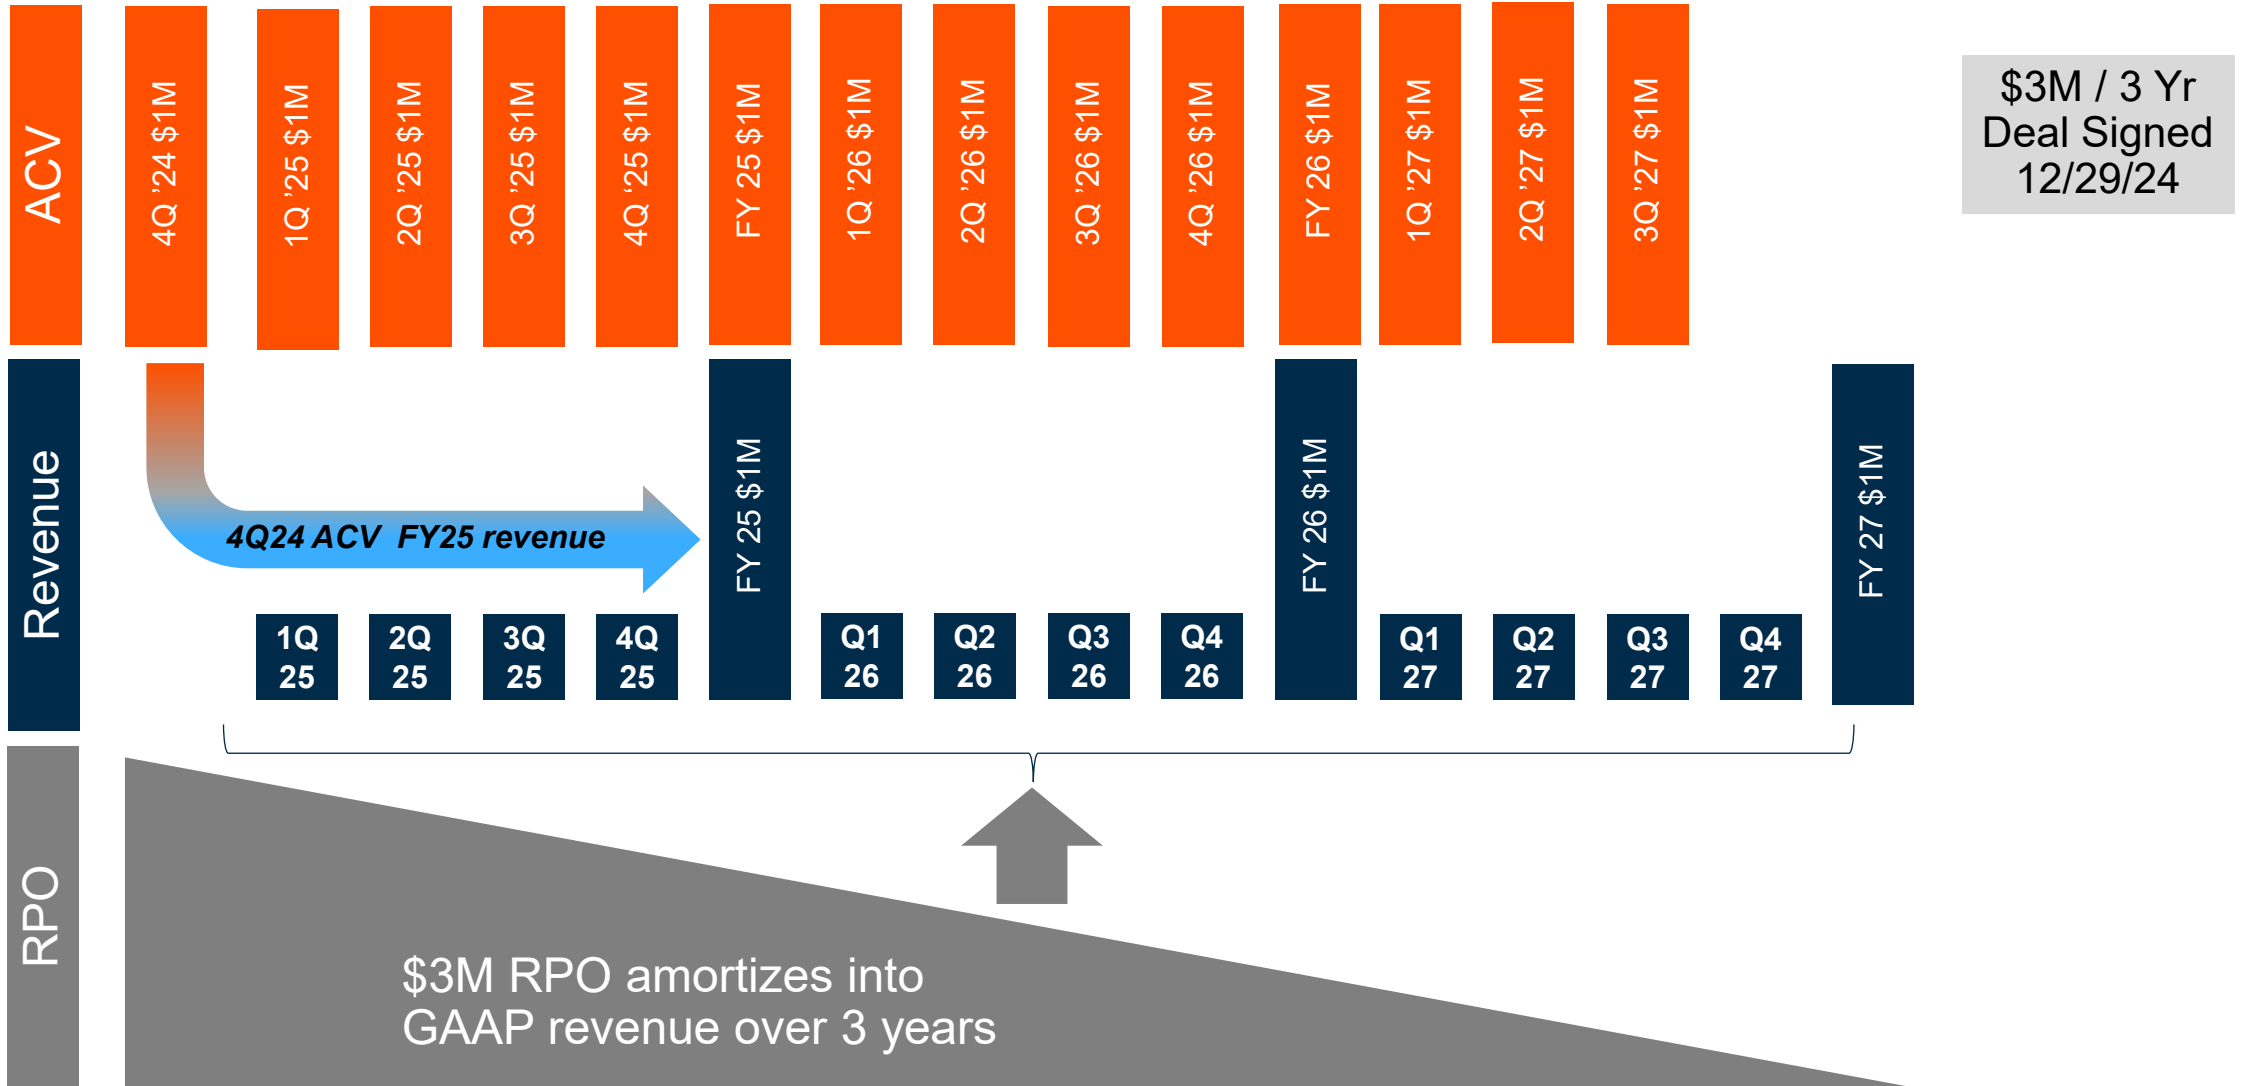 ACV
4Q ’24 $1M
1Q ’25 $1M
2Q ’25 $1M
3Q ’25 $1M
4Q ‘25 $1M
FY 25 $1M
1Q ’26 $1M
2Q ’26 $1M
3Q ’26 $1M
4Q ’26 $1M
FY 26 $1M
1Q ’27 $1M
2Q ’27 $1M
3Q ’27 $1M
$3M / 3 Yr
Deal Signed
12/29/24
Revenue
4Q24 ACV  FY25 revenue
1Q
25
2Q
25
3Q
25
4Q
25
FY 25 $1M
Q1
26
Q2
26
Q3
26
Q4
26
FY 26 $1M
Q1
27
Q2
27
Q3
27
Q4
27
FY 27 $1M
RPO
$3M RPO amortizes into
GAAP revenue over 3 years